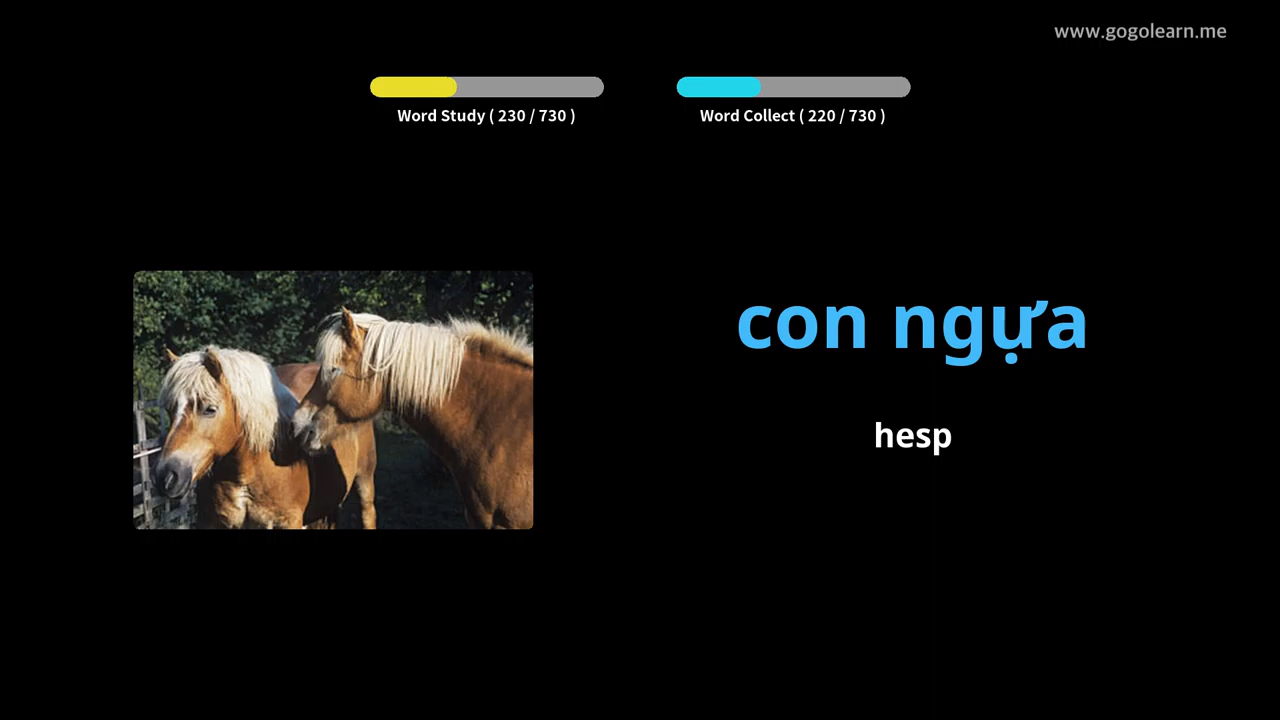 www.gogolearn.me
Word Study ( 230 / 730 )
Word Collect ( 220 / 730 )
con ngựa
hesp